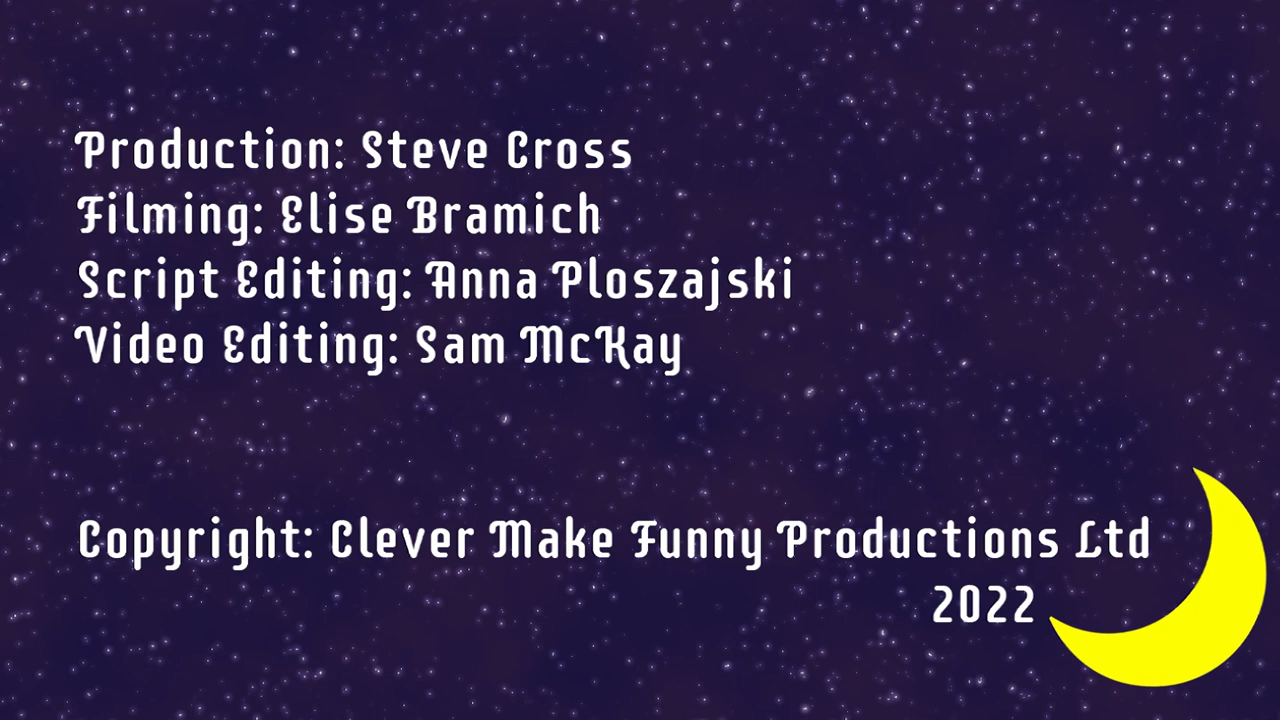 Production: Steve Cross
Filming: Elise Bramich
Script Editing: Anna Ploszajski
Video Editing: Sam McKay
Copyright: Clever Make Funny Productions Ltd
2022